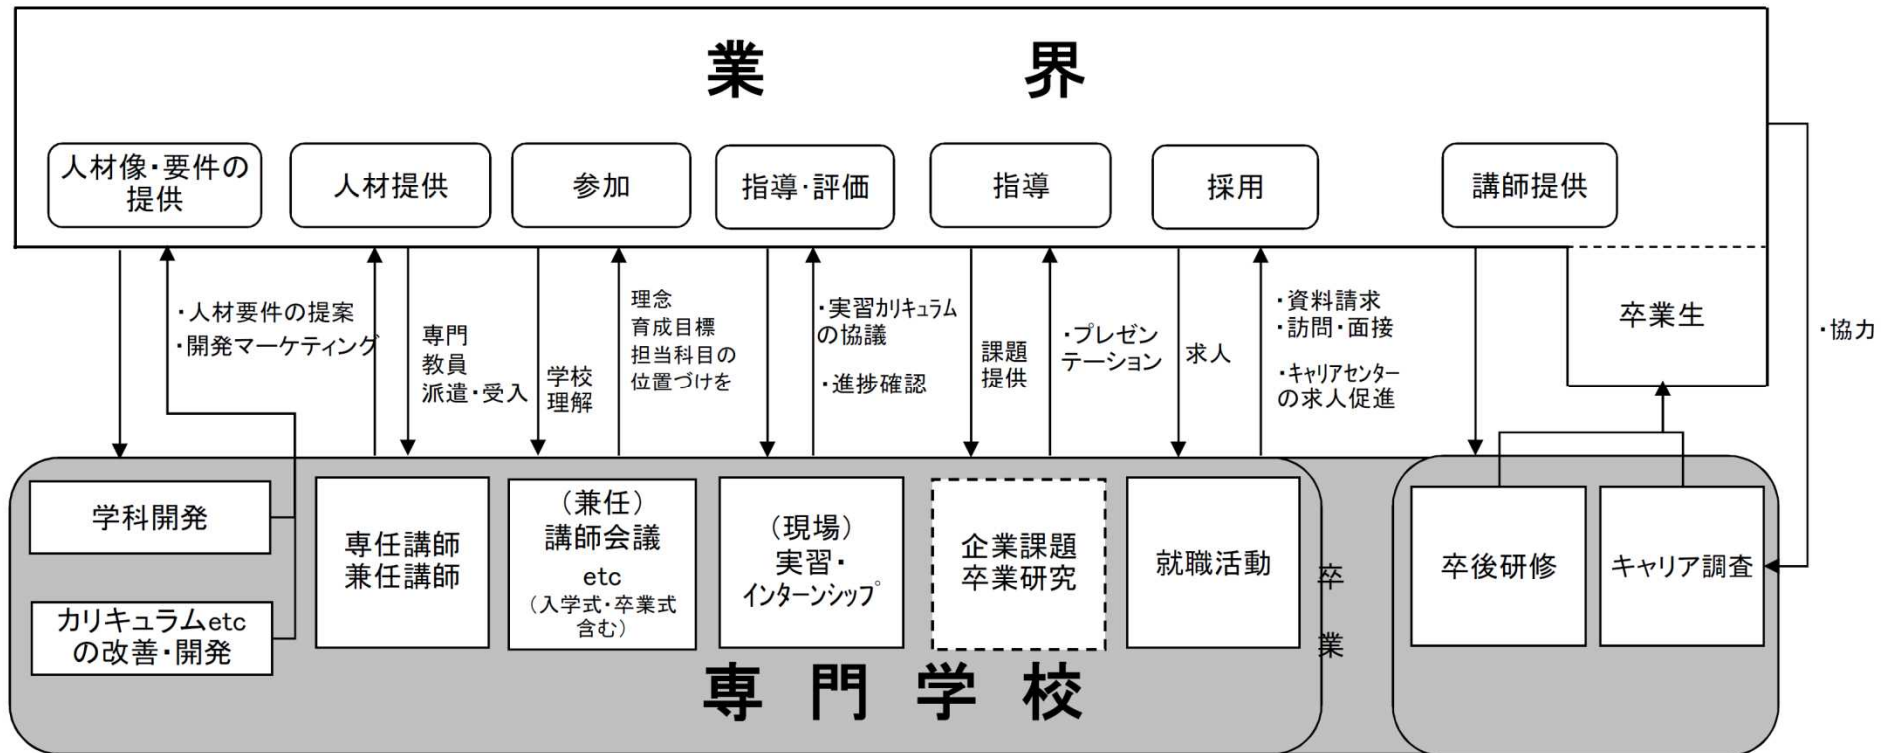 業界
人材像・要件の
提供
人材提供
参加
指導・評価
指導
採用
講師提供
・人材要件の提案
・開発マーケティング
専門
教員
派遣・受入
学校
理解
理念
育成目標
担当科目の
位置づけを
・実習カリキュラム
の協議
・進捗確認
課題
提供
・プレゼン
テーション
求人
・資料請求
・訪問・面接
・キャリアセンター
の求人促進
卒業生
・協力
学科開発
カリキュラムetc
の改善・開発
専任講師
兼任講師
（兼任）
講師会議
etc
（入学式・卒業式
含む）
（現場）
実習・
インターンシップ
企業課題
卒業研究
就職活動
卒業
卒後研修
キャリア調査
専門学校